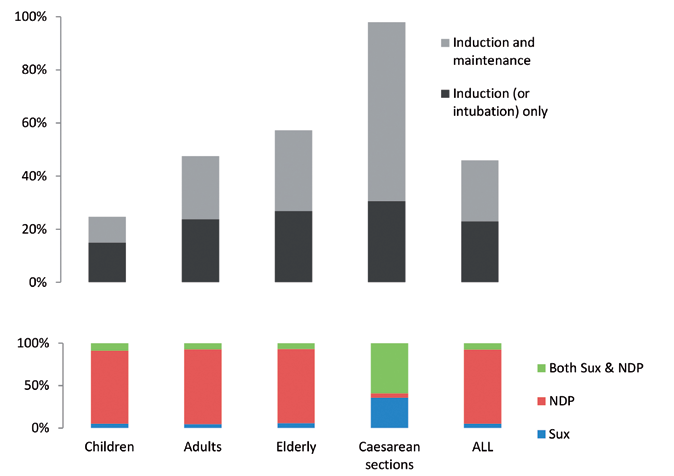 100%
80%
60%
40%
20%
0%
Induction and
maintenance
Induction (or
intubation) only
100%
50%
0%
Both Sux & NDP
NDP
Sux
Children Adults Elderly Caesarean sections ALL